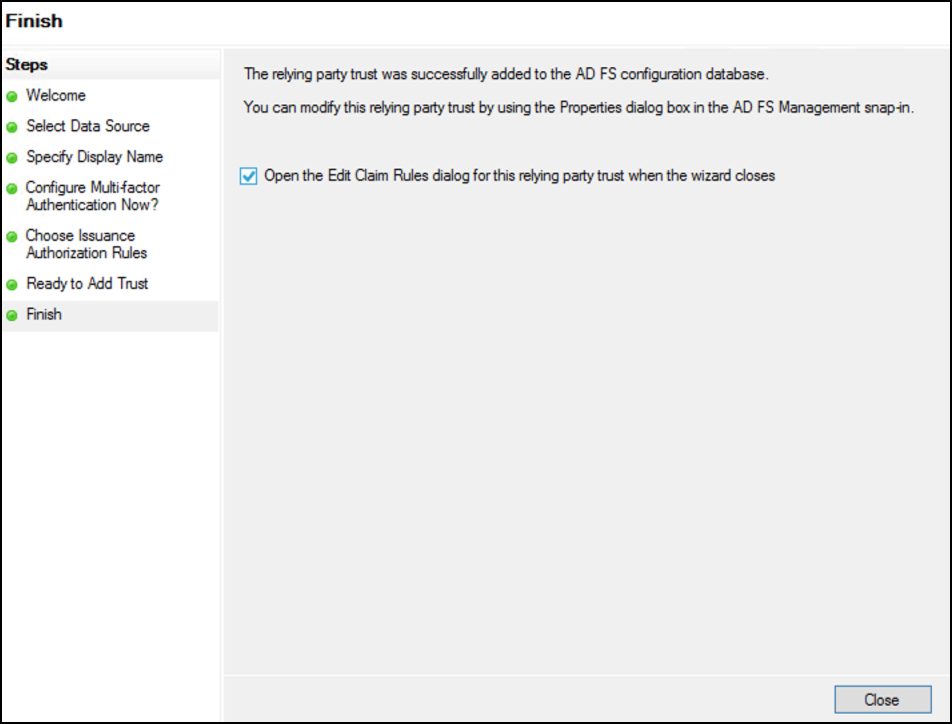 Finish
Steps
Welcome
Select Data Source
Specify Display Name
Configure Multi-factor
Authentication Now?
Choose Issuance
Authorization Rules
Ready to Add Trust
Finish
The relying party trust was successfully added to the AD FS configuration database.
You can modify this relying party trust by using the Properties dialog box in the AD FS Management snap-in.
Open the Edit Claim Rules dialog for this relying party trust when the wizard closes
Close